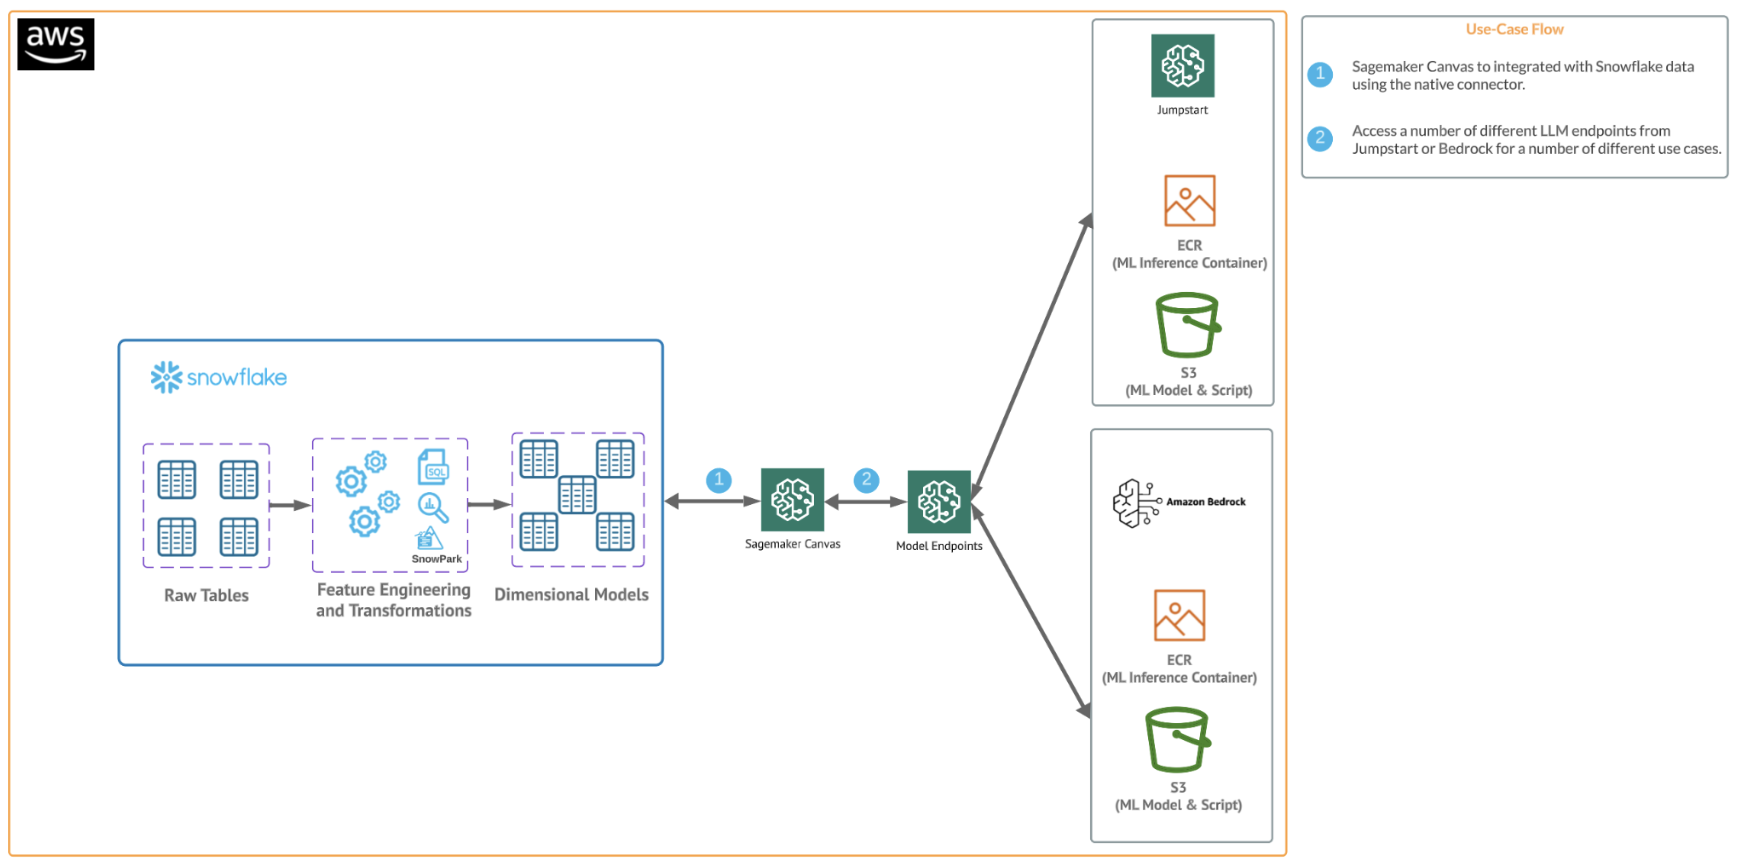 aws
snowflake
Raw Tables
SQL
SnowPark
Feature Engineering
and Transformations
Dimensional Models
1
Sagemaker Canvas
2
Model Endpoints
Jumpstart
ECR
(ML Inference Container)
S3
(ML Model & Script)
Amazon Bedrock
ECR
(ML Inference Container)
S3
(ML Model & Script)
Use-Case Flow
1
Sagemaker Canvas to integrated with Snowflake data
using the native connector.
2
Access a number of different LLM endpoints from
Jumpstart or Bedrock for a number of different use cases.